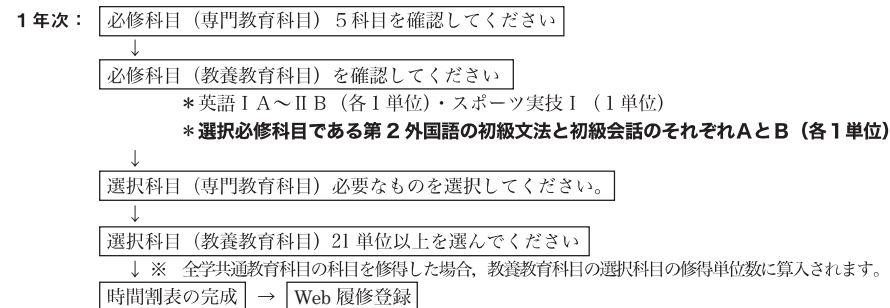 1年次： 必修科目（専門教育科目）５科目を確認してください
↓
必修科目（教養教育科目）を確認してください
＊英語ⅠＡ～ⅡＢ（各１単位）・スポーツ実技Ⅰ（１単位）
＊選択必修科目である第２外国語の初級文法と初級会話のそれぞれＡとＢ（各１単位）
↓
選択科目（専門教育科目）必要なものを選択してください。
↓
選択科目（教養教育科目）21単位以上を選んでください
↓ ※　全学共通教育科目の科目を修得した場合，教養教育科目の選択科目の修得単位数に算入されます。
時間割表の完成 → Web 履修登録